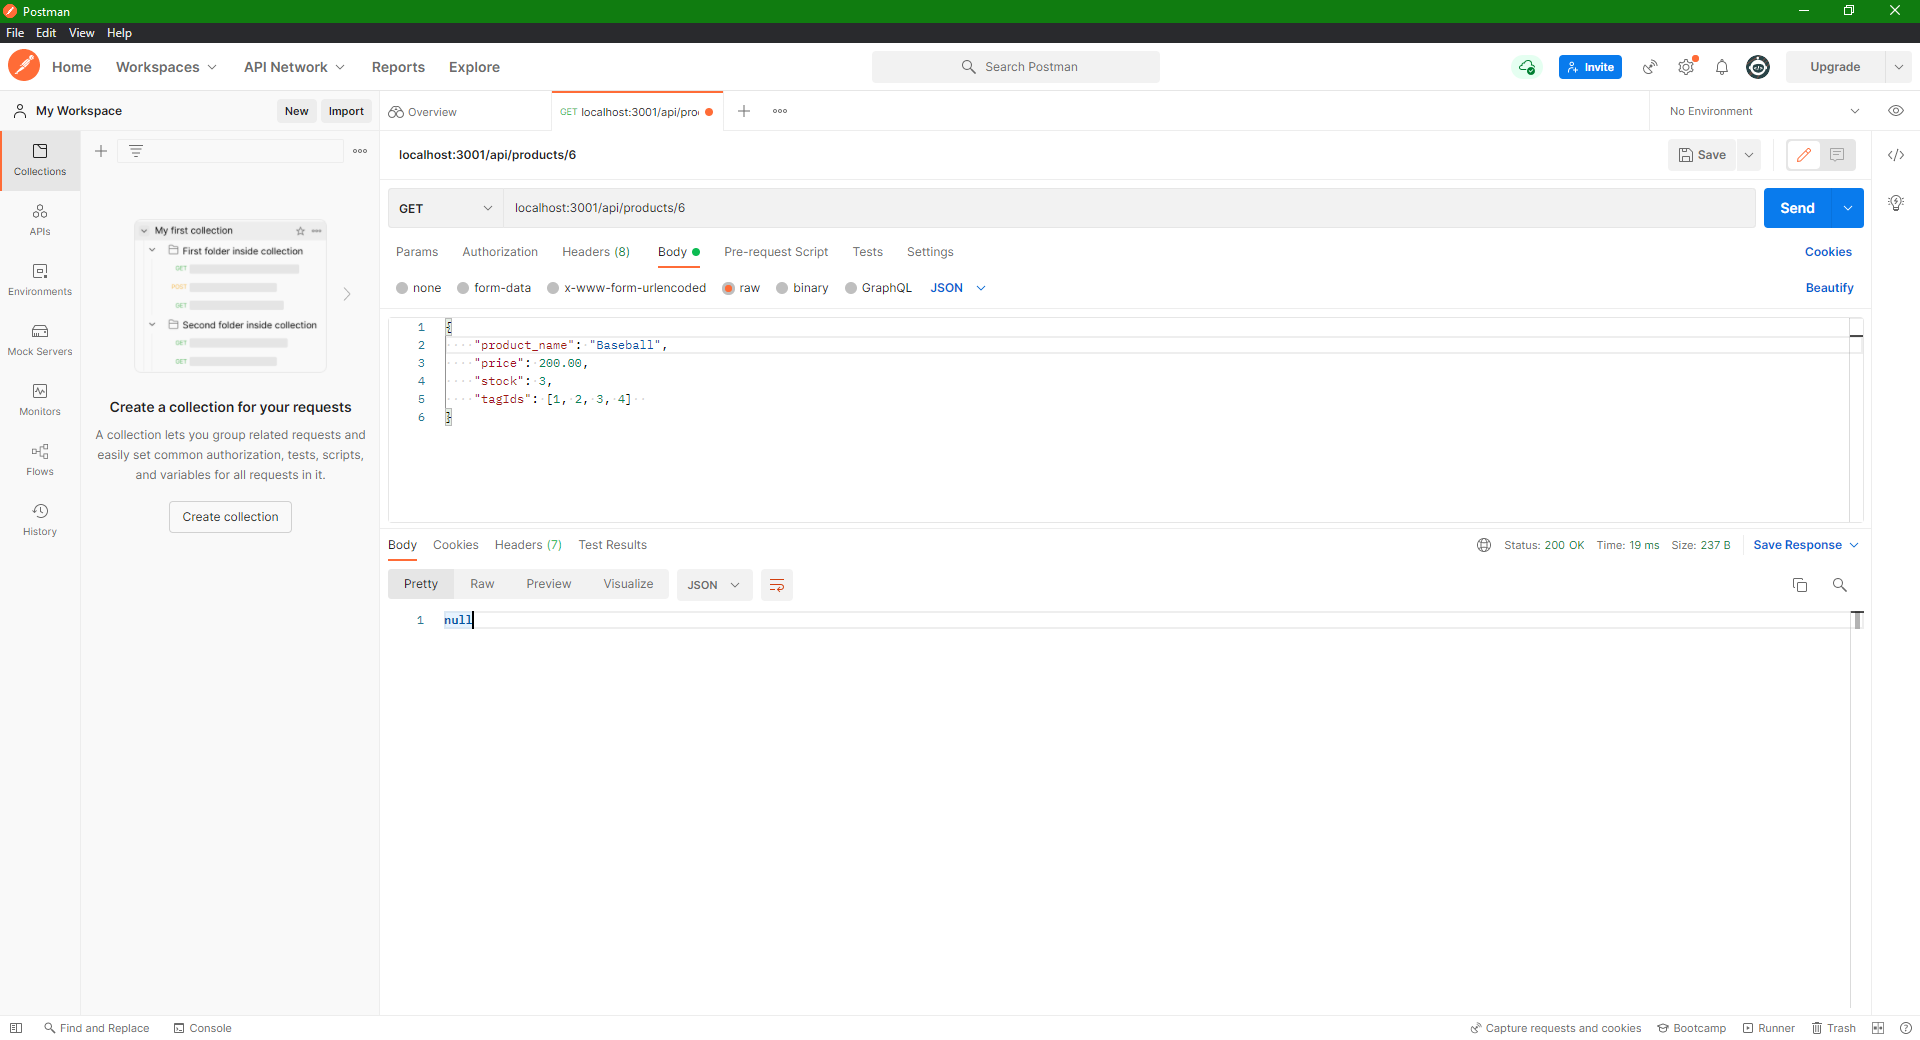 Postman
File Edit View Help
Home Workspaces API Network Reports Explore Search Postman Invite Upgrade
My Workspace New Import Overview GET localhost:3001/api/pro No Environment
Collections
APIs
Environments
Mock Servers
Monitors
Flows
History
My first collection
First folder inside collection
GET
POST
GET
Second folder inside collection
GET
GET
Create a collection for your requests
A collection lets you group related requests and
easily set common authorization, tests, scripts,
and variables for all requests in it.
Create collection
localhost:3001/api/products/6 Save
GET localhost:3001/api/products/6 Send
Params Authorization Headers (8) Body Pre-request Script Tests Settings Cookies
none form-data x-www-form-urlencoded raw binary GraphQL JSON Beautify
1 {
2 "product_name": "Baseball",
3 "price": 200.00,
4 "stock": 3,
5 "tagIds": [1, 2, 3, 4]
6 }
Body Cookies Headers (7) Test Results Status: 200 OK Time: 19 ms Size: 237 B Save Response
Pretty Raw Preview Visualize JSON
1 null
Find and Replace Console Capture requests and cookies Bootcamp Runner Trash